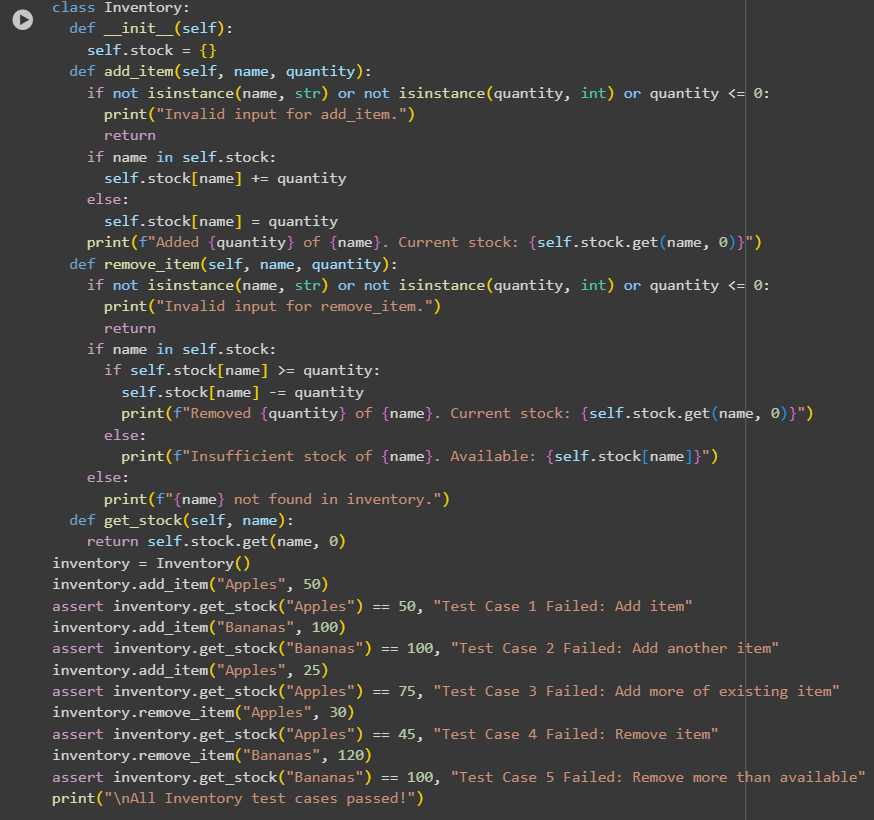 class Inventory:
  def __init__(self):
    self.stock = {}
  def add_item(self, name, quantity):
    if not isinstance(name, str) or not isinstance(quantity, int) or quantity <= 0:
      print("Invalid input for add_item.")
      return
    if name in self.stock:
      self.stock[name] += quantity
    else:
      self.stock[name] = quantity
    print(f"Added {quantity} of {name}. Current stock: {self.stock.get(name, 0)}")
  def remove_item(self, name, quantity):
    if not isinstance(name, str) or not isinstance(quantity, int) or quantity <= 0:
      print("Invalid input for remove_item.")
      return
    if name in self.stock:
      if self.stock[name] >= quantity:
        self.stock[name] -= quantity
        print(f"Removed {quantity} of {name}. Current stock: {self.stock.get(name, 0)}")
      else:
        print(f"Insufficient stock of {name}. Available: {self.stock[name]}")
    else:
      print(f"{name} not found in inventory.")
  def get_stock(self, name):
    return self.stock.get(name, 0)
inventory = Inventory()
inventory.add_item("Apples", 50)
assert inventory.get_stock("Apples") == 50, "Test Case 1 Failed: Add item"
inventory.add_item("Bananas", 100)
assert inventory.get_stock("Bananas") == 100, "Test Case 2 Failed: Add another item"
inventory.add_item("Apples", 25)
assert inventory.get_stock("Apples") == 75, "Test Case 3 Failed: Add more of existing item"
inventory.remove_item("Apples", 30)
assert inventory.get_stock("Apples") == 45, "Test Case 4 Failed: Remove item"
inventory.remove_item("Bananas", 120)
assert inventory.get_stock("Bananas") == 100, "Test Case 5 Failed: Remove more than available"
print("\nAll Inventory test cases passed!")